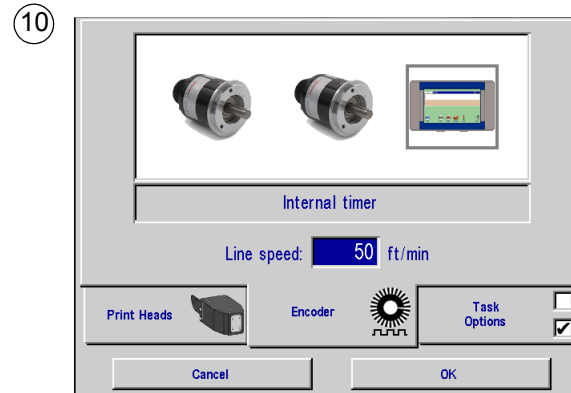 10
Internal timer
Line speed: 50 ft/min
Print Heads
Encoder
Task
Options
Cancel
OK